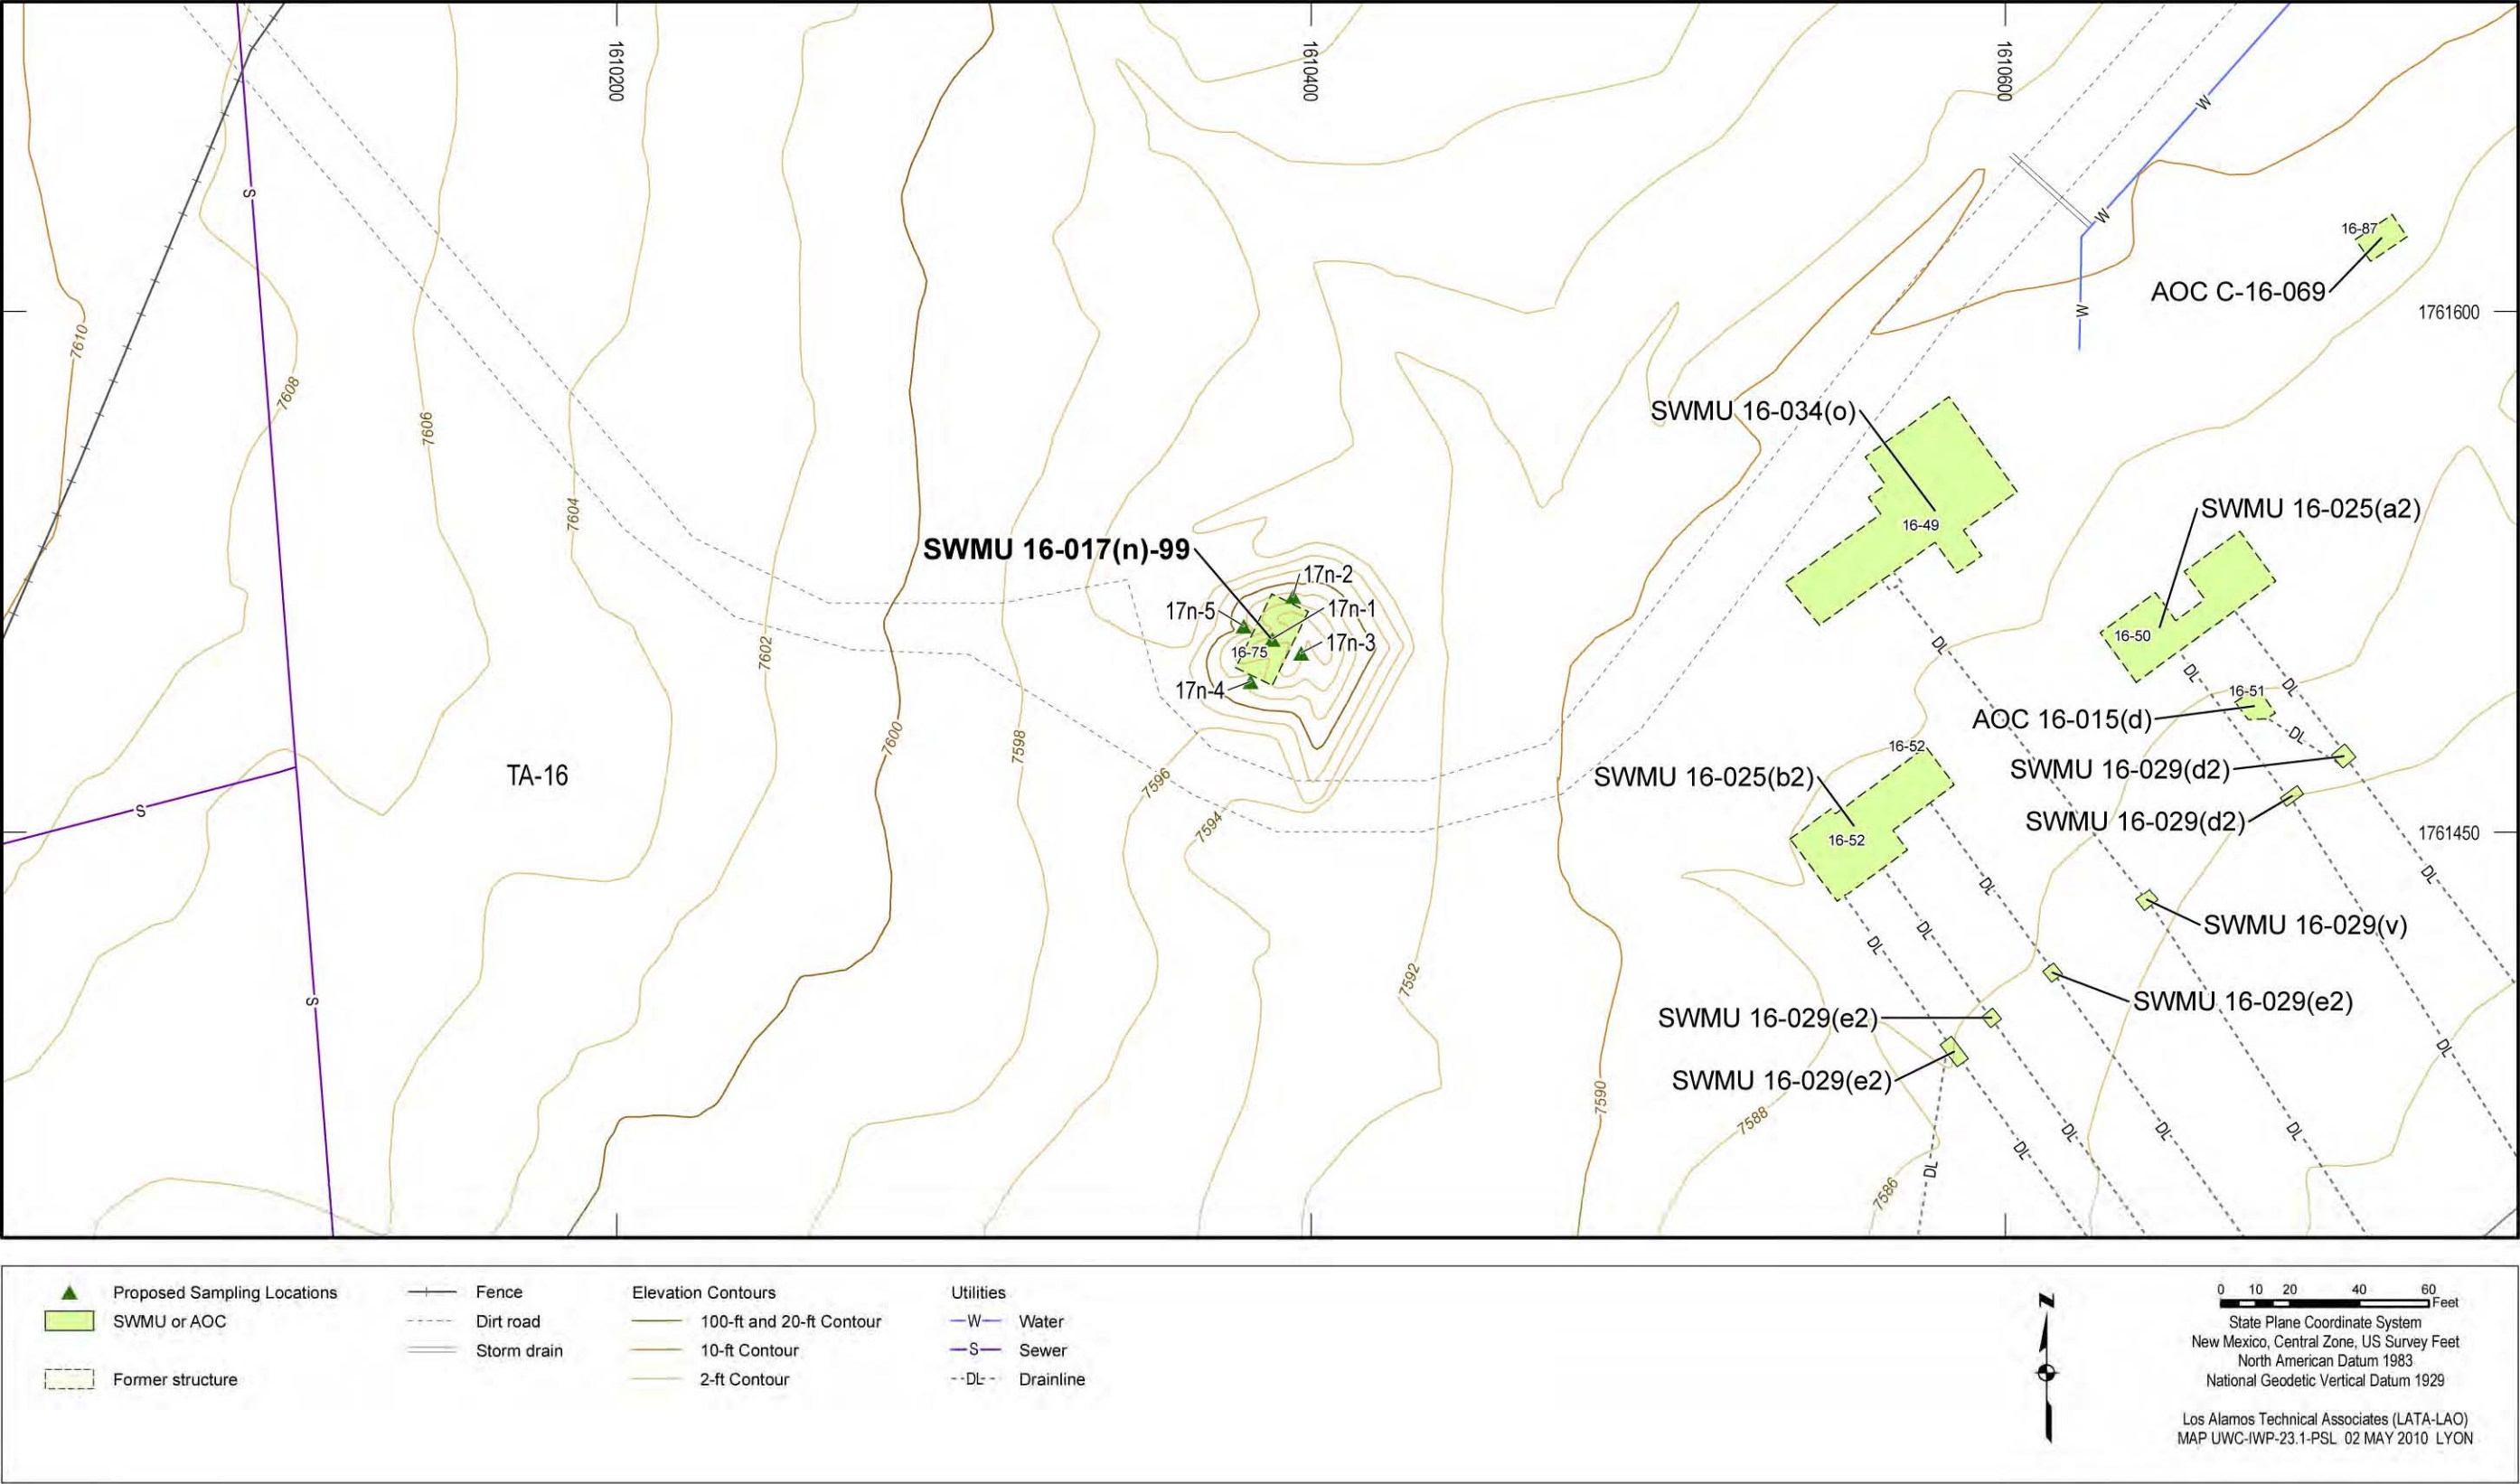 1610200
1610400
1610600
S
W
W
W
16-87
AOC C-16-069
1761600
7610
7608
7606
7604
7602
7600
7598
7596
7594
7592
7590
7588
7586
SWMU 16-034(o)
16-49
SWMU 16-025(a2)
16-50
SWMU 16-017(n)-99
17n-2
17n-1
17n-5
17n-3
16-75
17n-4
DL
DL
DL
16-51
AOC 16-015(d)
DL
16-52
SWMU 16-029(d2)
TA-16
SWMU 16-025(b2)
S
SWMU 16-029(d2)
1761450
16-52
DL
DL
SWMU 16-029(v)
DL
DL
S
SWMU 16-029(e2)
SWMU 16-029(e2)
DL
SWMU 16-029(e2)
DL
DL
DL
DL
DL
Proposed Sampling Locations
SWMU or AOC
Former structure
Fence
Dirt road
Storm drain
Elevation Contours
100-ft and 20-ft Contour
10-ft Contour
2-ft Contour
Utilities
W Water
S Sewer
DL Drainline
N
0 10 20 40 60
Feet
State Plane Coordinate System
New Mexico, Central Zone, US Survey Feet
North American Datum 1983
National Geodetic Vertical Datum 1929
Los Alamos Technical Associates (LATA-LAO)
MAP UWC-IWP-23.1-PSL 02 MAY 2010 LYON